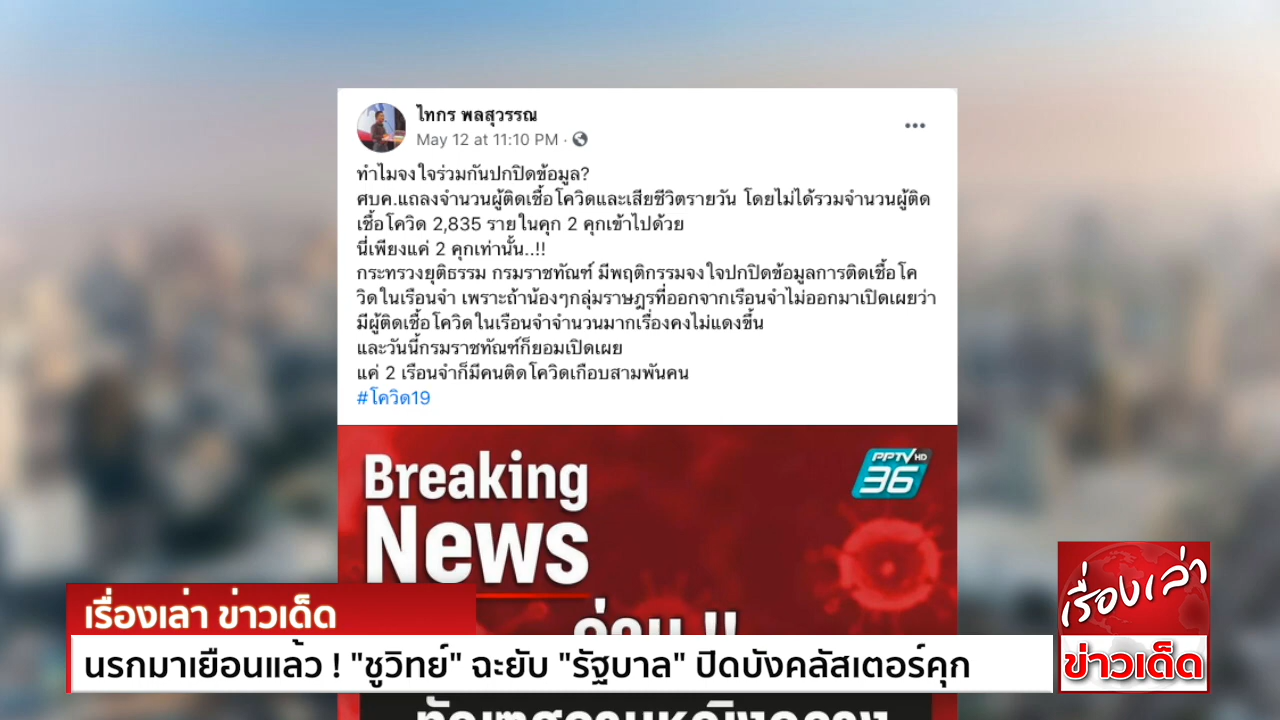 ไทกร พลสุวรรณ
May 12 at 11:10 PM ·
ทำไมจงใจร่วมกันปกปิดข้อมูล?
ศบค.แถลงจำนวนผู้ติดเชื้อโควิดและเสียชีวิตรายวัน โดยไม่ได้รวมจำนวนผู้ติด
เชื้อโควิด 2,835 รายในคุก 2 คุกเข้าไปด้วย
นี่เพียงแค่ 2 คุกเท่านั้น..!!
กระทรวงยุติธรรม กรมราชทัณฑ์ มีพฤติกรรมจงใจปกปิดข้อมูลการติดเชื้อโค
วิดในเรือนจำ เพราะถ้าน้องๆกลุ่มราษฎรที่ออกจากเรือนจำไม่ออกมาเปิดเผยว่า
มีผู้ติดเชื้อโควิดในเรือนจำจำนวนมากเรื่องคงไม่แดงขึ้น
และวันนี้กรมราชทัณฑ์ก็ยอมเปิดเผย
แค่ 2 เรือนจำก็มีคนติดโควิดเกือบสามพันคน
#โควิด19
Breaking
News
PPTV HD
36
เรื่องเล่า ข่าวเด็ด
นรกมาเยือนแล้ว ! "ชูวิทย์" ฉะยับ "รัฐบาล" ปิดบังคลัสเตอร์คุก
เรื่องเล่า
ข่าวเด็ด